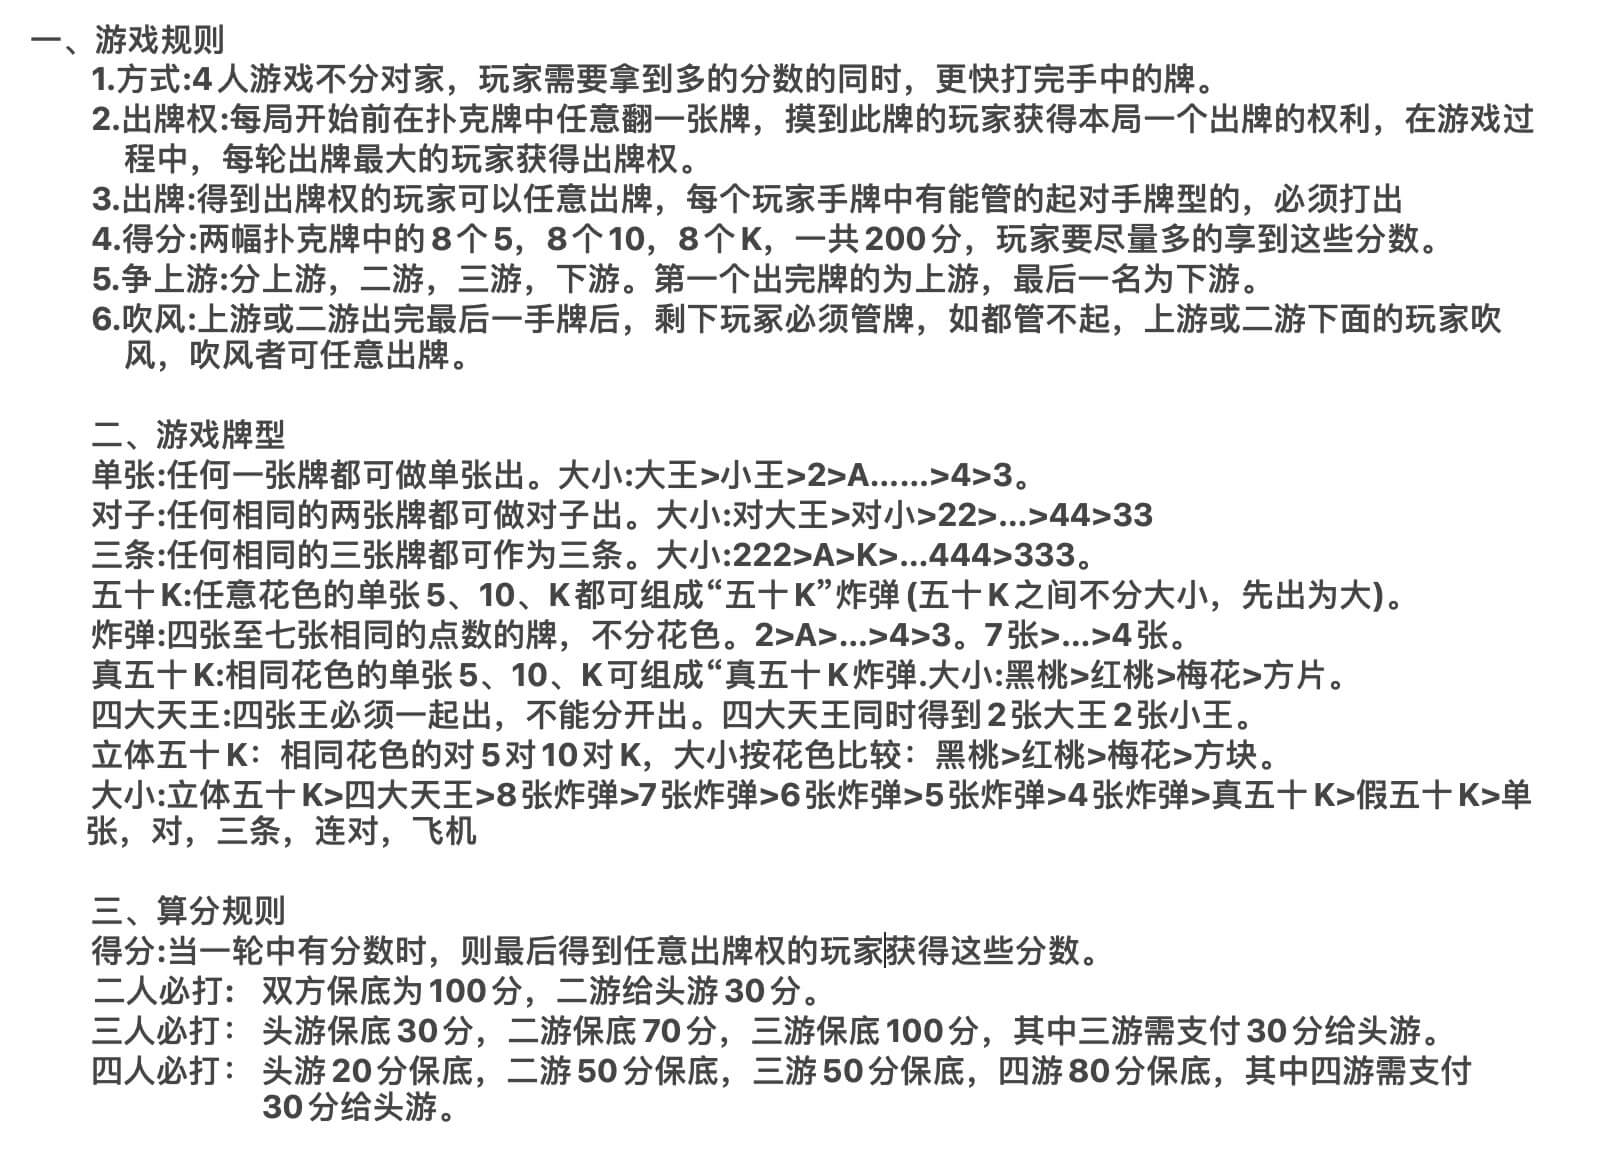 一、游戏规则
1.方式:4人游戏不分对家，玩家需要拿到多的分数的同时，更快打完手中的牌。
2.出牌权:每局开始前在扑克牌中任意翻一张牌，摸到此牌的玩家获得本局一个出牌的权利，在游戏过
程中，每轮出牌最大的玩家获得出牌权。
3.出牌:得到出牌权的玩家可以任意出牌，每个玩家手牌中有能管的起对手牌型的，必须打出
4.得分:两幅扑克牌中的8个5，8个10，8个K，一共200分，玩家要尽量多的享到这些分数。
5.争上游:分上游，二游，三游，下游。第一个出完牌的为上游，最后一名为下游。
6.吹风:上游或二游出完最后一手牌后，剩下玩冢必须管牌，如都管不起，上游或二游下面的玩家吹
风，吹风者可任意出牌。
二、游戏牌型
单张:任何一张牌都可做单张出。大小:大王>小王>2>A……>4>3。
对子:任何相同的两张牌都可做对子出。大小:对大王>对小>22>...>44>33
三条:任何相同的三张牌都可作为三条。大小:222>A>K>...444>333。
五十K:任意花色的单张5、10、K都可组成“五十K”炸弹(五十K之间不分大小，先出为大)。
炸弹:四张至七张相同的点数的牌，不分花色。2>A>...>4>3。7张>...>4张。
真五十K:相同花色的单张5、10、K可组成“真五十K炸弹.大小:黑桃>红桃>梅花>方片。
四大天王:四张王必须一起出，不能分开出。四大天王同时得到2张大王2张小王。
立体五十K：相同花色的对5对10对K，大小按花色比较：黑桃>红桃>梅花>方块。
大小:立体五十K>四大天王>8张炸弹>7张炸弹>6张炸弹>5张炸弹>4张炸弹>真五十K>假五十K>单
张，对，三条，连对，飞机
三、算分规则
得分:当一轮中有分数时，则最后得到任意出牌权的玩家获得这些分数。
二人必打： 双方保底为100分，二游给头游30分。
三人必打： 头游保底30分，二游保底70分，三游保底100分，其中三游需支付30分给头游。
四人必打： 头游20分保底，二游50分保底，三游50分保底，四游80分保底，其中四游需支付
30分给头游。